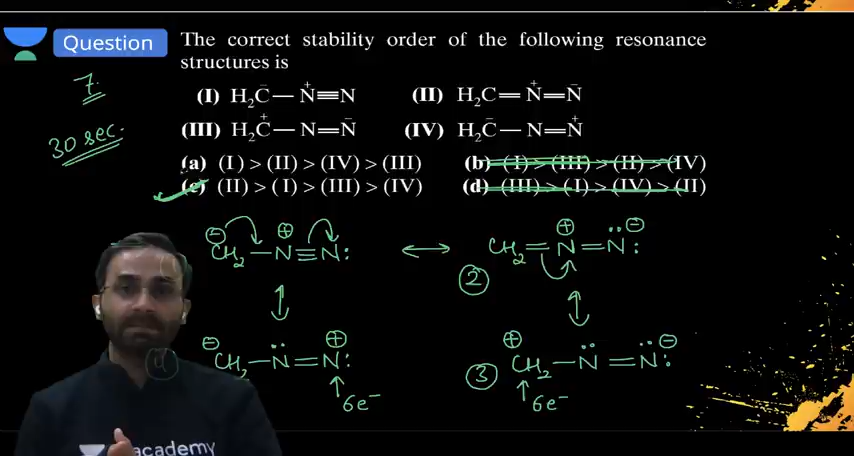 Question
The correct stability order of the following resonance
structures is
7.
30 sec.
(I) H₂C̄ — N⁺≡N (II) H₂C=N⁺=N̄
(III) H₂C⁺ — N=N̄ (IV) H₂C̄ — N=N⁺
(a) (I) > (II) > (IV) > (III) (b) (I) > (III) > (II) > (IV)
(c) (II) > (I) > (III) > (IV) (d) (III) > (I) > (IV) > (II)
⊖CH₂—N⊕≡N: ⟷ CH₂=N⊕=N̈:⊖
2
⊖CH₂—N̈=N⊕: 3 ⊕CH₂—N̈=N̈:⊖
6e⁻ 6e⁻
academy